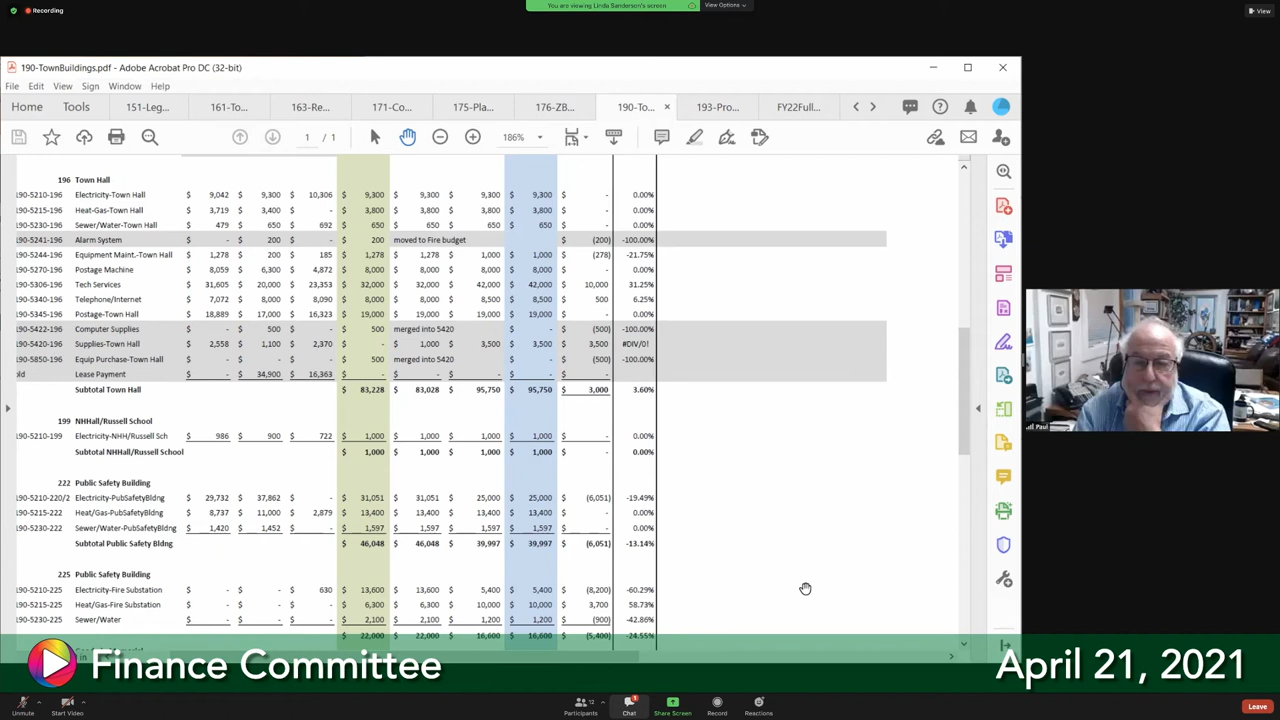 Recording
You are viewing Linda Sanderson's screen
View Options
View
190-TownBuildings.pdf - Adobe Acrobat Pro DC (32-bit)
File Edit View Sign Window Help
Home Tools 151-Leg... 161-To... 163-Re... 171-Co... 175-Pla... 176-ZB... 190-To... × 193-Pro... FY22Full...
1 / 1 186%
196 Town Hall
190-5210-196 Electricity-Town Hall $ 9,042 $ 9,300 $ 10,306 $ 9,300 $ 9,300 $ 9,300 $ 9,300 $ - 0.00%
190-5215-196 Heat-Gas-Town Hall $ 3,719 $ 3,400 $ - $ 3,800 $ 3,800 $ 3,800 $ 3,800 $ - 0.00%
190-5230-196 Sewer/Water-Town Hall $ 479 $ 650 $ 692 $ 650 $ 650 $ 650 $ 650 $ - 0.00%
190-5241-196 Alarm System $ - $ 200 $ - $ 200 moved to Fire budget $ (200) -100.00%
190-5244-196 Equipment Maint.-Town Hall $ 1,278 $ 200 $ 185 $ 1,278 $ 1,278 $ 1,000 $ 1,000 $ (278) -21.75%
190-5270-196 Postage Machine $ 8,059 $ 6,300 $ 4,872 $ 8,000 $ 8,000 $ 8,000 $ 8,000 $ - 0.00%
190-5306-196 Tech Services $ 31,605 $ 20,000 $ 23,353 $ 32,000 $ 32,000 $ 42,000 $ 42,000 $ 10,000 31.25%
190-5340-196 Telephone/Internet $ 7,072 $ 8,000 $ 8,090 $ 8,000 $ 8,000 $ 8,500 $ 8,500 $ 500 6.25%
190-5345-196 Postage-Town Hall $ 18,889 $ 17,000 $ 16,323 $ 19,000 $ 19,000 $ 19,000 $ 19,000 $ - 0.00%
190-5422-196 Computer Supplies $ - $ 500 $ - $ 500 merged into 5420 $ - $ (500) -100.00%
190-5420-196 Supplies-Town Hall $ 2,558 $ 1,100 $ 2,370 $ - $ 1,000 $ 3,500 $ 3,500 $ 3,500 #DIV/0!
190-5850-196 Equip Purchase-Town Hall $ - $ - $ - $ 500 merged into 5420 $ - $ (500) -100.00%
old Lease Payment $ - $ 34,900 $ 16,363 $ - $ - $ - $ - $ -
Subtotal Town Hall $ 83,228 $ 83,028 $ 95,750 $ 95,750 $ 3,000 3.60%
199 NHHall/Russell School
190-5210-199 Electricity-NHH/Russell Sch $ 986 $ 900 $ 722 $ 1,000 $ 1,000 $ 1,000 $ 1,000 $ - 0.00%
Subtotal NHHall/Russell School $ 1,000 $ 1,000 $ 1,000 $ 1,000 $ - 0.00%
222 Public Safety Building
190-5210-220/2 Electricity-PubSafetyBldng $ 29,732 $ 37,862 $ - $ 31,051 $ 31,051 $ 25,000 $ 25,000 $ (6,051) -19.49%
190-5215-222 Heat/Gas-PubSafetyBldng $ 8,737 $ 11,000 $ 1,879 $ 13,400 $ 13,400 $ 13,400 $ 13,400 $ - 0.00%
190-5230-222 Sewer/Water-PubSafetyBldng $ 1,420 $ 1,452 $ - $ 1,597 $ 1,597 $ 1,597 $ 1,597 $ - 0.00%
Subtotal Public Safety Bldng $ 46,048 $ 46,048 $ 39,997 $ 39,997 $ (6,051) -13.14%
225 Public Safety Building
190-5210-225 Electricity-Fire Substation $ - $ - $ 630 $ 13,600 $ 13,600 $ 5,400 $ 5,400 $ (8,200) -60.29%
190-5215-225 Heat/Gas-Fire Substation $ - $ - $ - $ 6,300 $ 6,300 $ 10,000 $ 10,000 $ 3,700 58.73%
190-5230-225 Sewer/Water $ - $ - $ - $ 2,100 $ 2,100 $ 1,200 $ 1,200 $ (900) -42.86%
$ 22,000 $ 22,000 $ 16,600 $ 16,600 $ (5,400) -24.55%
Paul
Finance Committee
April 21, 2021
Unmute Start Video Participants 12 Chat 1 Share Screen Record Reactions Leave